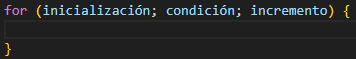 for (inicialización; condición; incremento) {
}